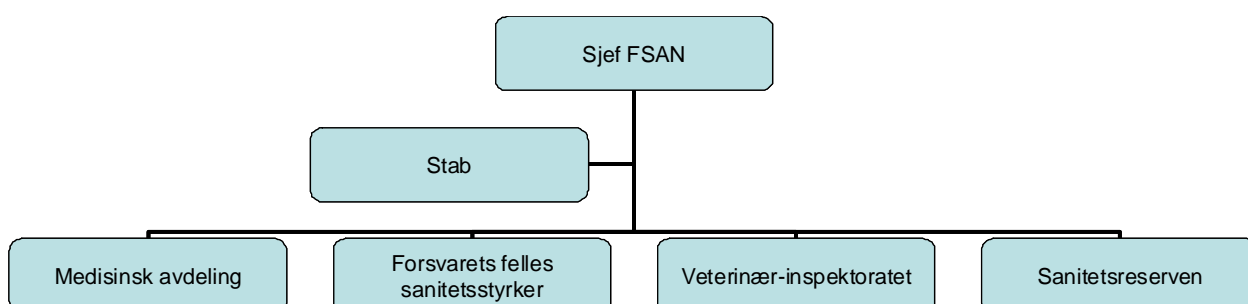 Sjef FSAN
Stab
Medisinsk avdeling
Forsvarets felles
sanitetsstyrker
Veterinær-inspektoratet
Sanitetsreserven